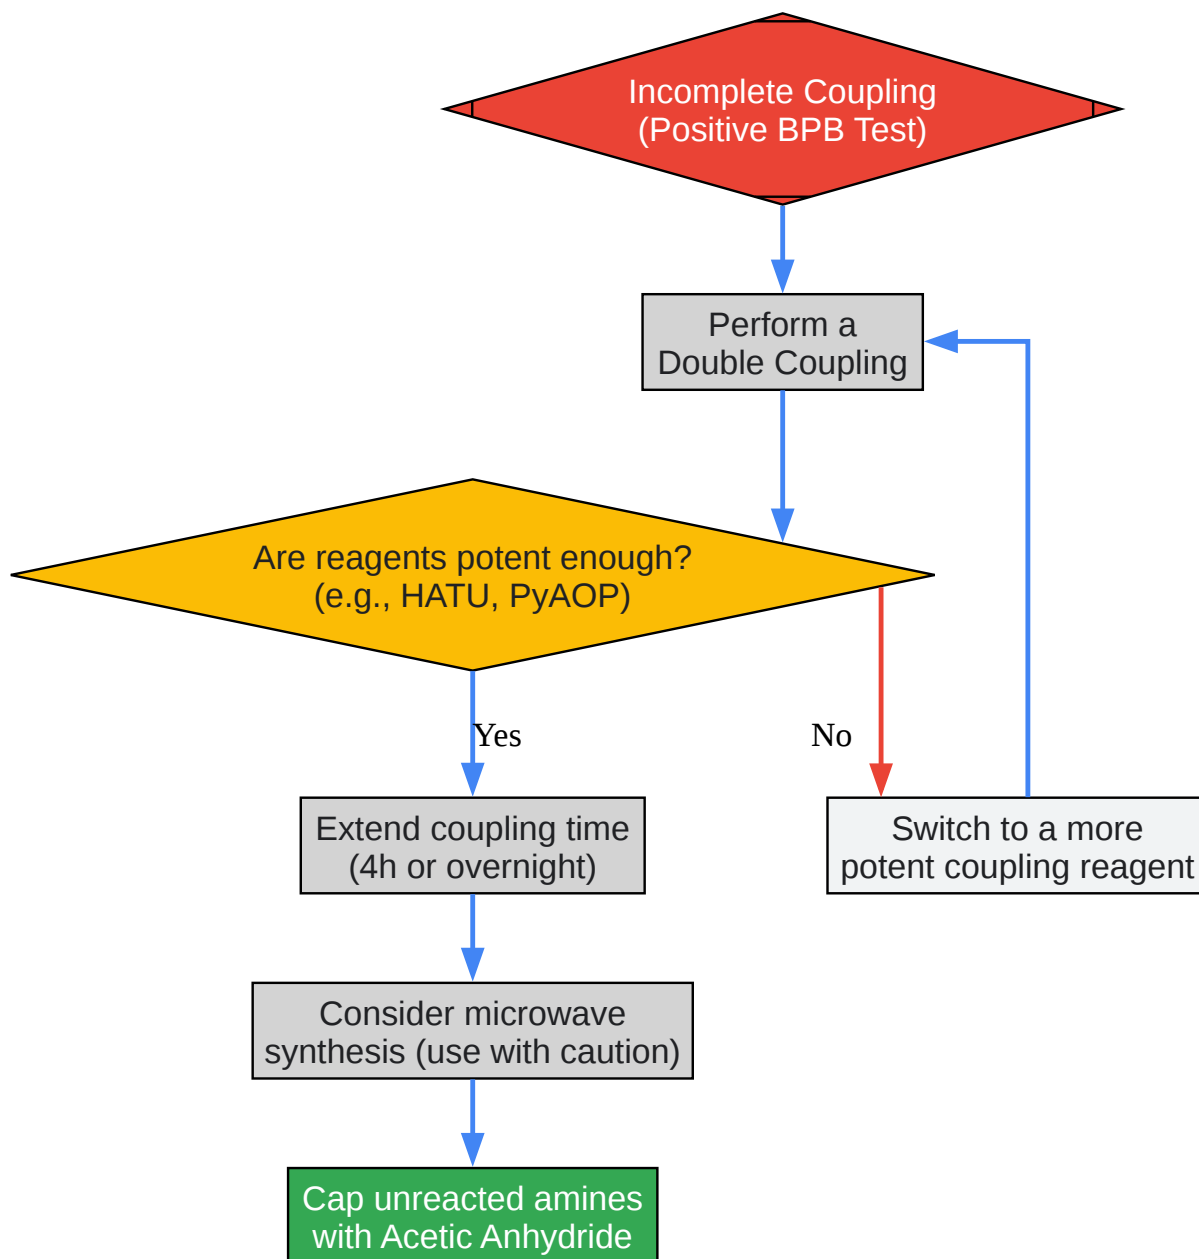 Incomplete Coupling
(Positive BPB Test)
Perform a
Double Coupling
Are reagents potent enough?
(e.g., HATU, PyAOP)
Yes
No
Extend coupling time
(4h or overnight)
Switch to a more
potent coupling reagent
Consider microwave
synthesis (use with caution)
Cap unreacted amines
with Acetic Anhydride